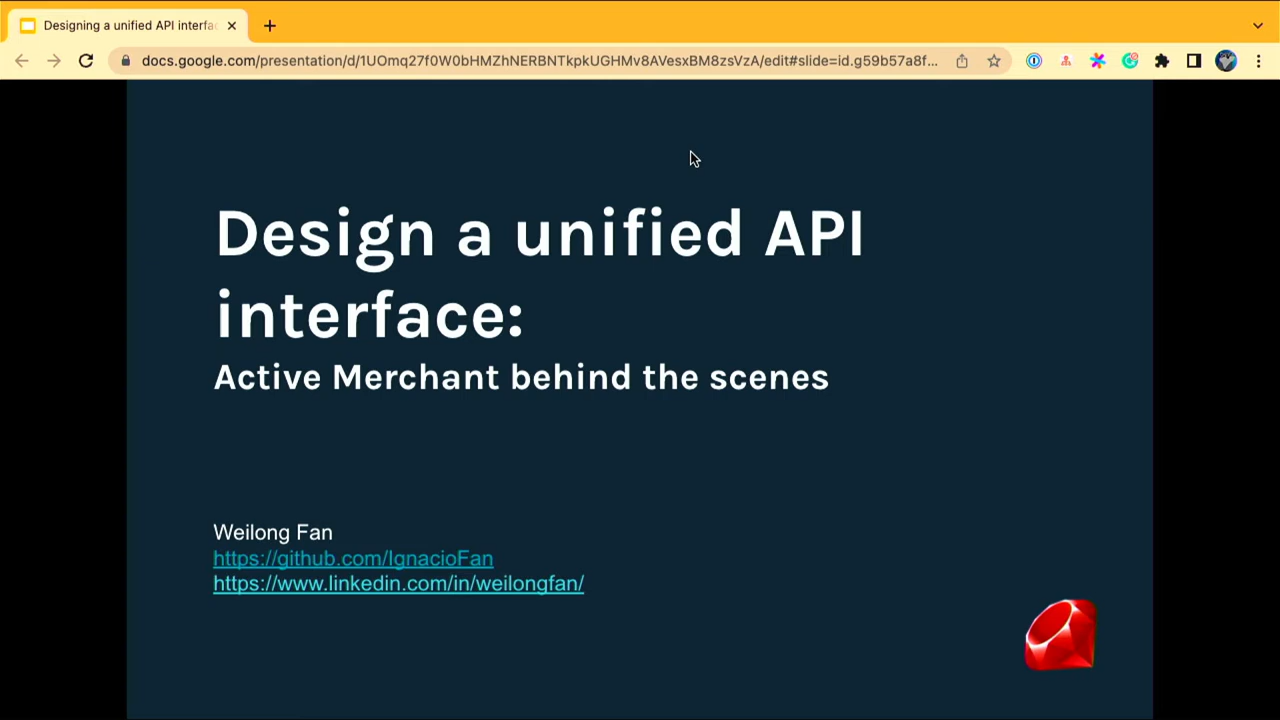 Designing a unified API interfac
docs.google.com/presentation/d/1UOmq27f0W0bHMZhNERBNTkpkUGHMv8AVesxBM8zsVzA/edit#slide=id.g59b57a8f...
Design a unified API
interface:
Active Merchant behind the scenes
Weilong Fan
https://github.com/IgnacioFan
https://www.linkedin.com/in/weilongfan/